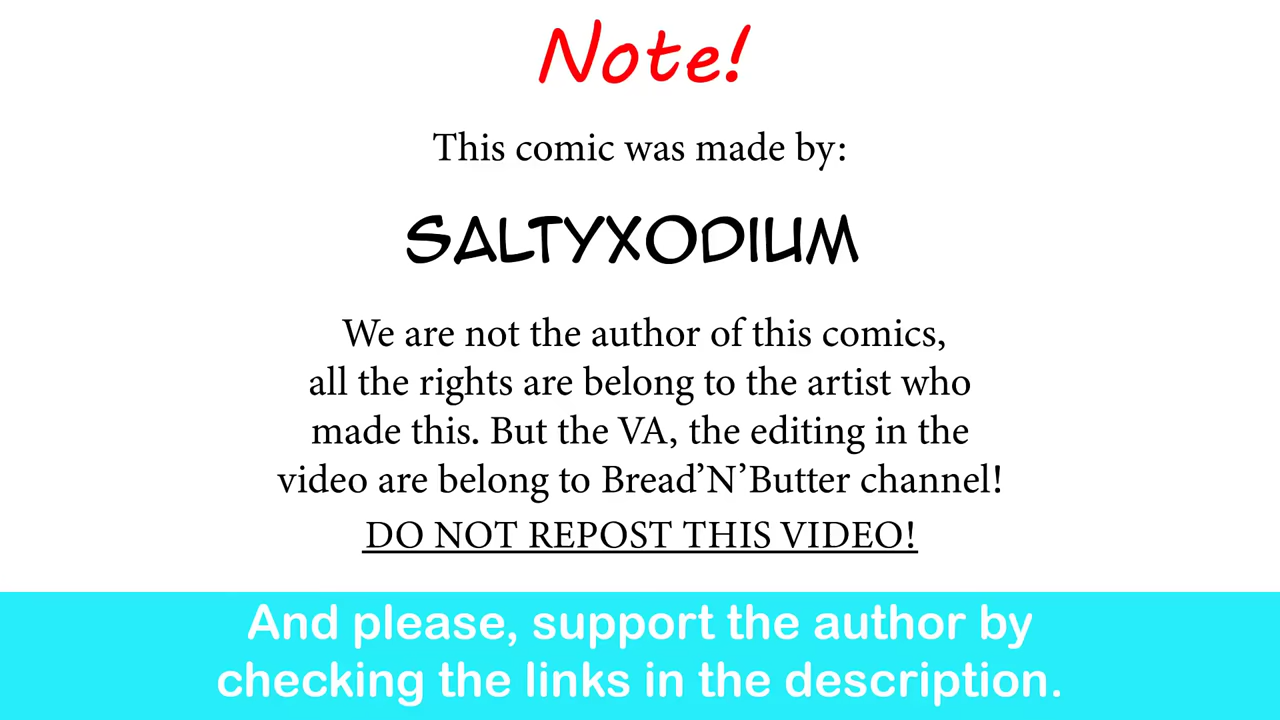 Note!
This comic was made by:
SALTYXODIUM
We are not the author of this comics,
all the rights are belong to the artist who
made this. But the VA, the editing in the
video are belong to Bread’N’Butter channel!
DO NOT REPOST THIS VIDEO!
And please, support the author by
checking the links in the description.